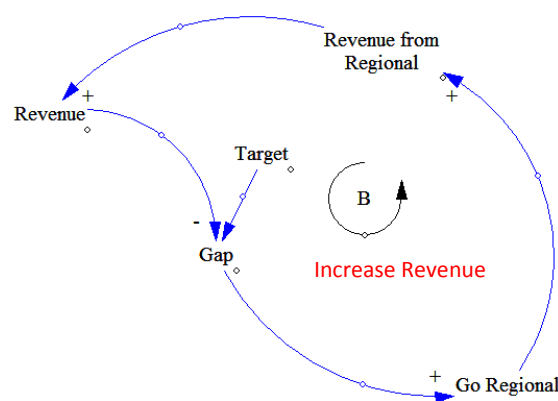 Revenue from
Regional
+
+
Revenue
Target
B
-
Gap
Increase Revenue
+
Go Regional